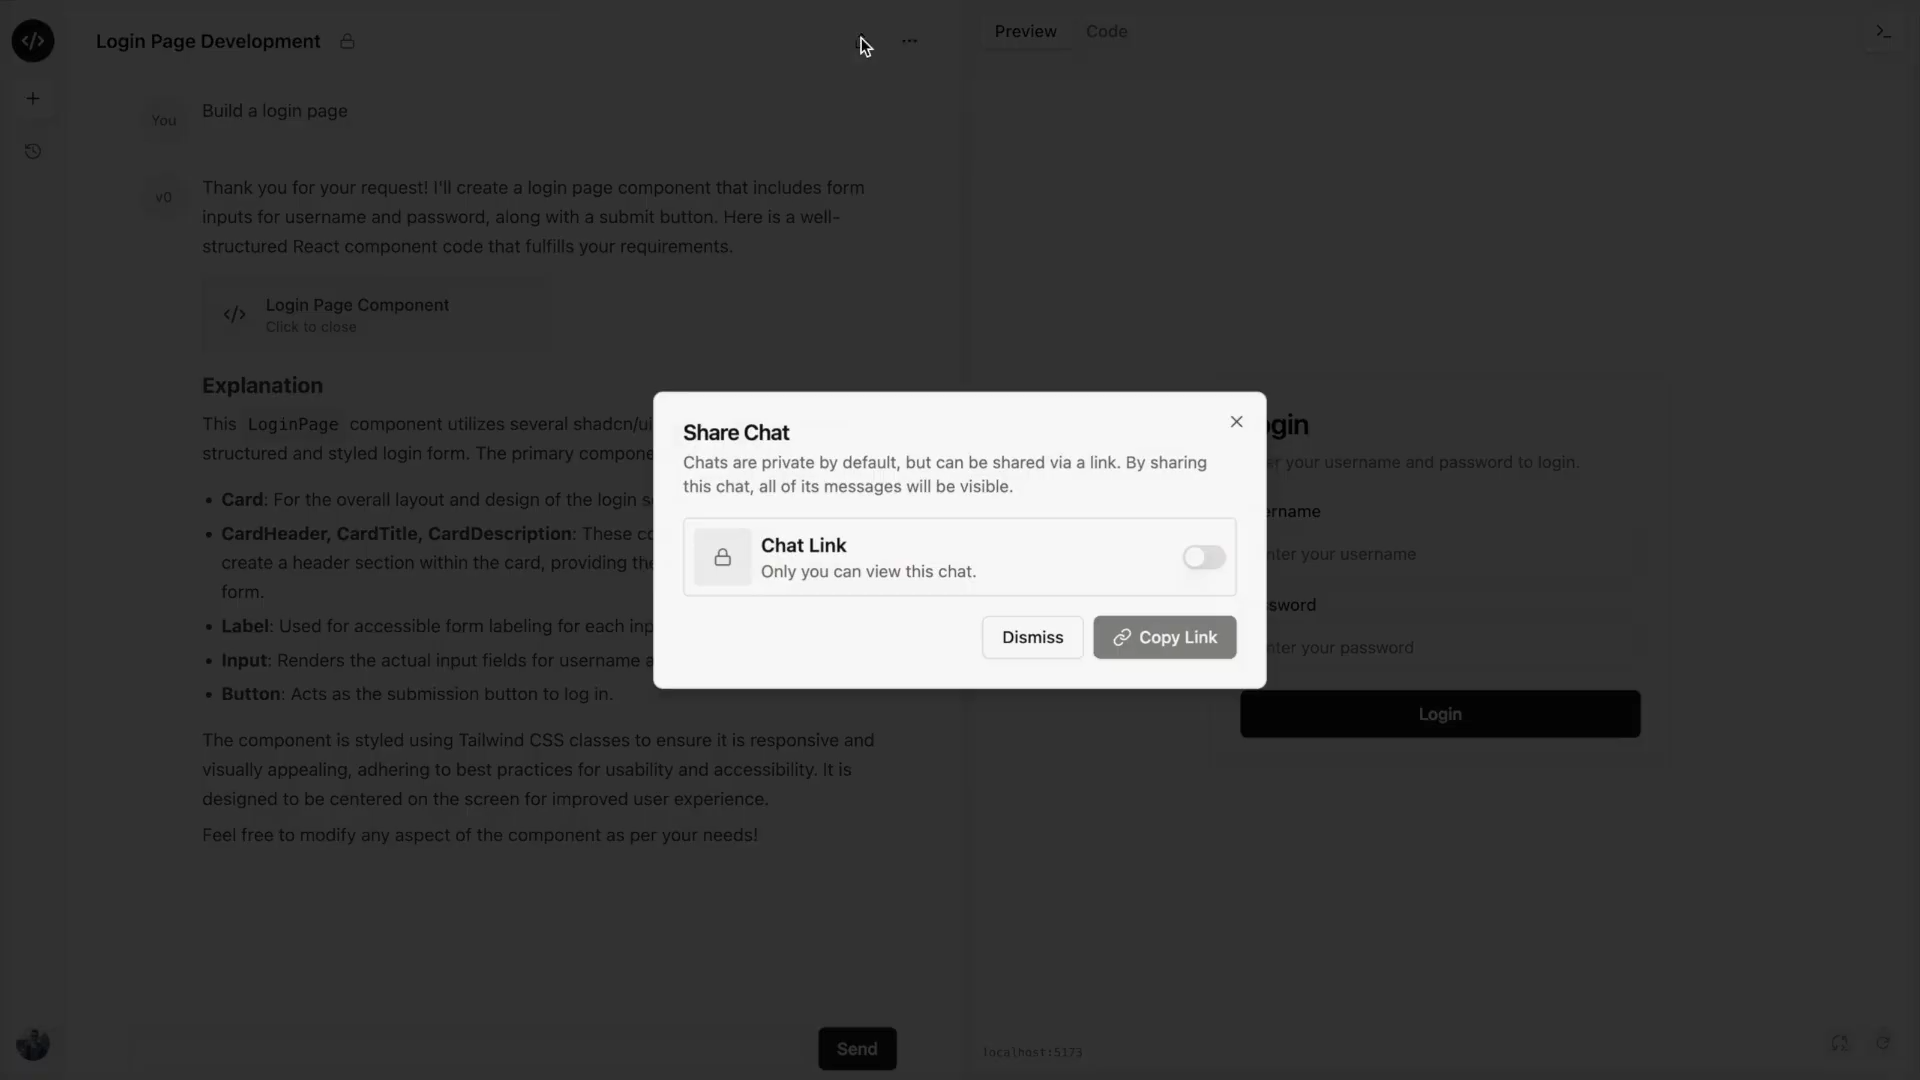 Login Page Development
Preview
Code
You
Build a login page
v0
Thank you for your request! I'll create a login page component that includes form
inputs for username and password, along with a submit button. Here is a well-
structured React component code that fulfills your requirements.
Login Page Component
Click to close
Explanation
This LoginPage component utilizes several shadcn/ui
structured and styled login form. The primary compone
• Card: For the overall layout and design of the login s
• CardHeader, CardTitle, CardDescription: These co
create a header section within the card, providing the
form.
• Label: Used for accessible form labeling for each inp
• Input: Renders the actual input fields for username a
• Button: Acts as the submission button to log in.
The component is styled using Tailwind CSS classes to ensure it is responsive and
visually appealing, adhering to best practices for usability and accessibility. It is
designed to be centered on the screen for improved user experience.
Feel free to modify any aspect of the component as per your needs!
Send
Share Chat
Chats are private by default, but can be shared via a link. By sharing
this chat, all of its messages will be visible.
Chat Link
Only you can view this chat.
Dismiss
Copy Link
ogin
er your username and password to login.
ername
nter your username
sword
nter your password
Login
localhost:5173